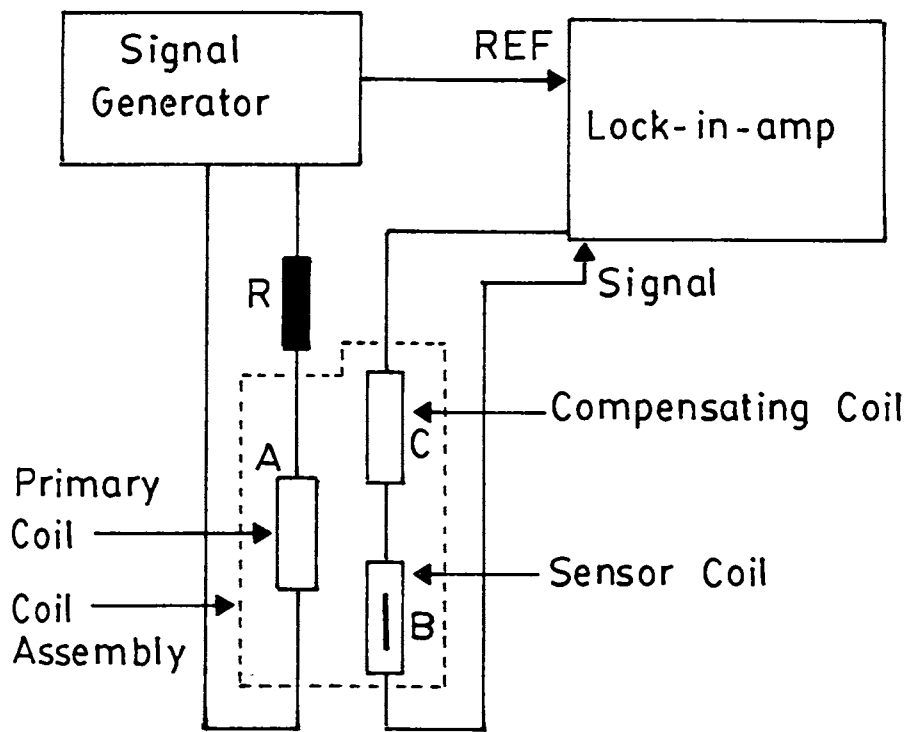 Signal
Generator
REF
Lock-in-amp
R
Signal
A
C
Compensating Coil
Primary
Coil
Sensor Coil
B
Coil
Assembly